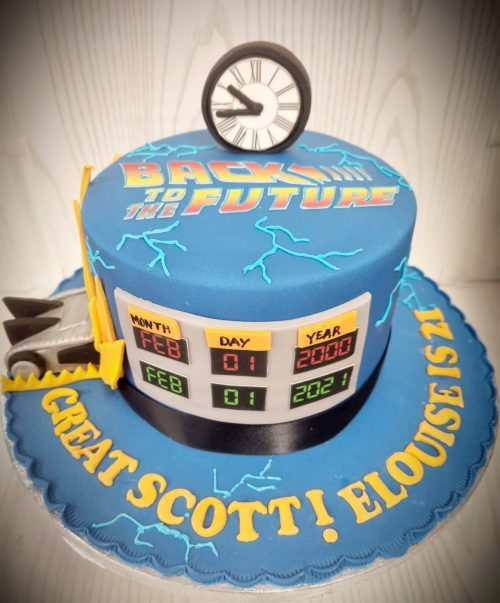 BACK
TO
THE FUTURE
MONTH DAY YEAR
FEB 01 2000
FEB 01 2021
GREAT SCOTT! ELOUISE IS 21